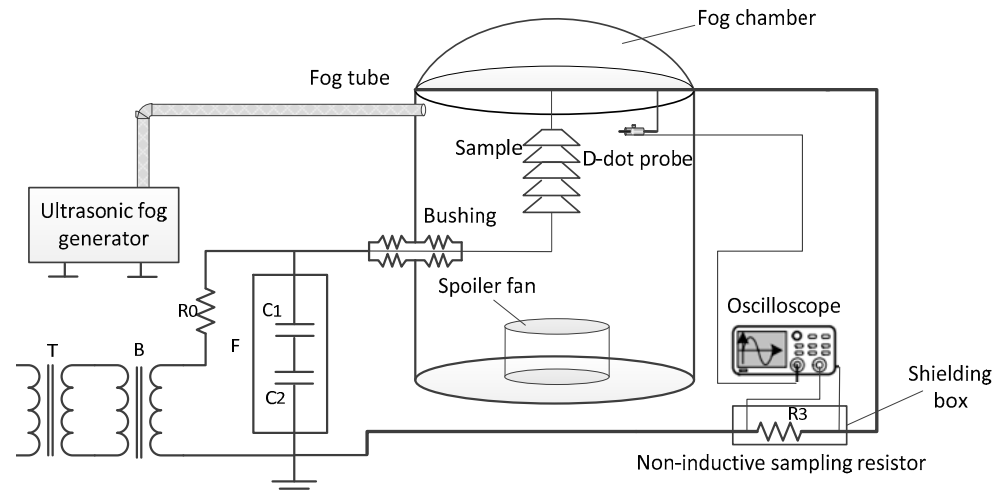 Fog chamber
Fog tube
Sample
D-dot probe
Ultrasonic fog
generator
Bushing
Spoiler fan
Oscilloscope
R0
C1
F
T
B
C2
Shielding
box
R3
Non-inductive sampling resistor